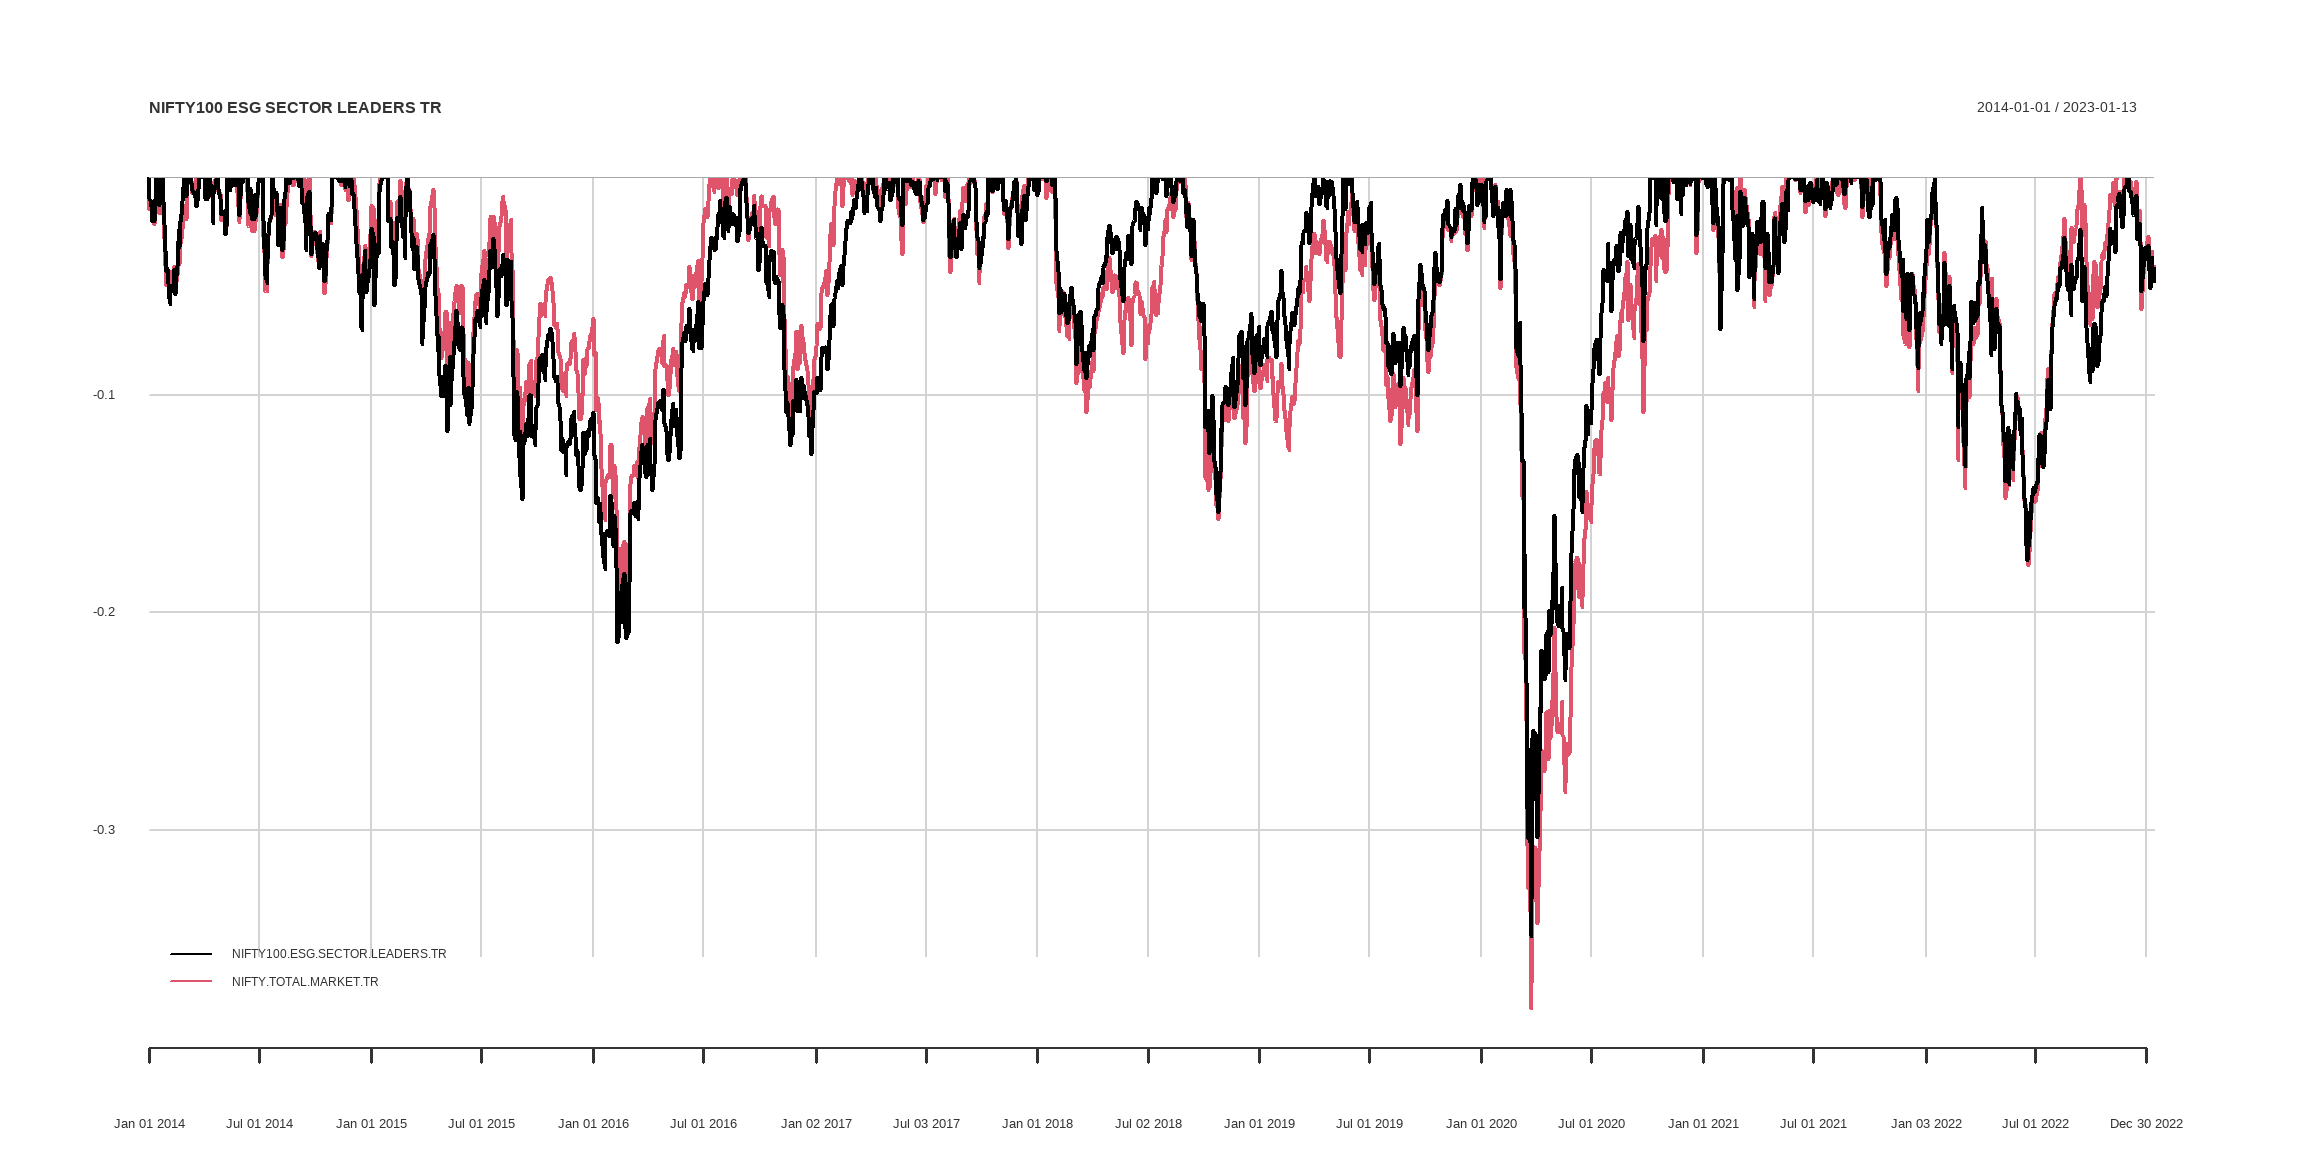 NIFTY100 ESG SECTOR LEADERS TR
2014-01-01 / 2023-01-13
-0.1
-0.2
-0.3
NIFTY100.ESG.SECTOR.LEADERS.TR
NIFTY.TOTAL.MARKET.TR
Jan 01 2014 Jul 01 2014 Jan 01 2015 Jul 01 2015 Jan 01 2016 Jul 01 2016 Jan 02 2017 Jul 03 2017 Jan 01 2018 Jul 02 2018 Jan 01 2019 Jul 01 2019 Jan 01 2020 Jul 01 2020 Jan 01 2021 Jul 01 2021 Jan 03 2022 Jul 01 2022 Dec 30 2022